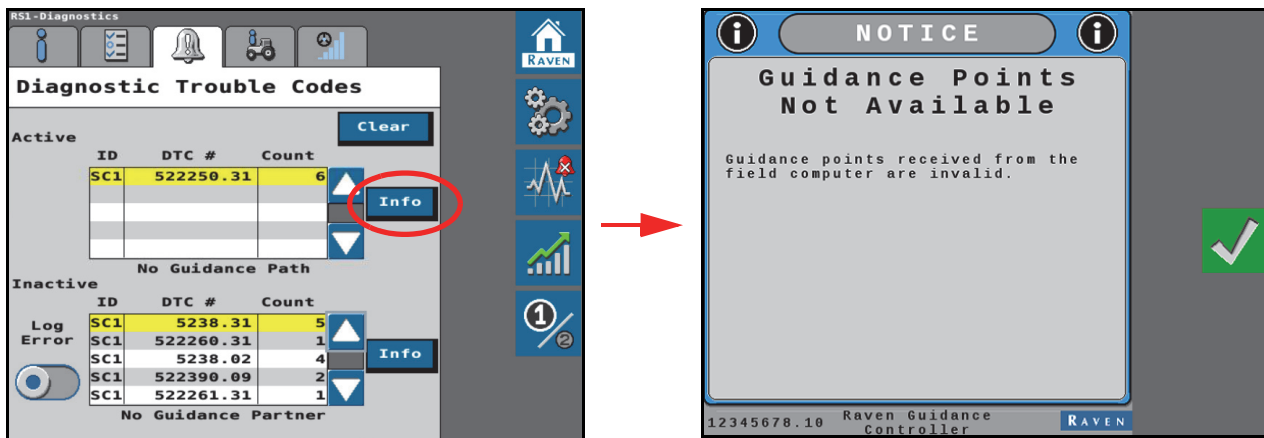 RS1-Diagnostics
RAVEN
Diagnostic Trouble Codes
Clear
Active
ID DTC # Count
SC1 522250.31 6
Info
No Guidance Path
Inactive
ID DTC # Count
Log Error
SC1 5238.31 5
SC1 522260.31 1
SC1 5238.02 4
SC1 522390.09 2
SC1 522261.31 1
Info
No Guidance Partner
1/2
NOTICE
Guidance Points
Not Available
Guidance points received from the
field computer are invalid.
12345678.10
Raven Guidance
Controller
RAVEN